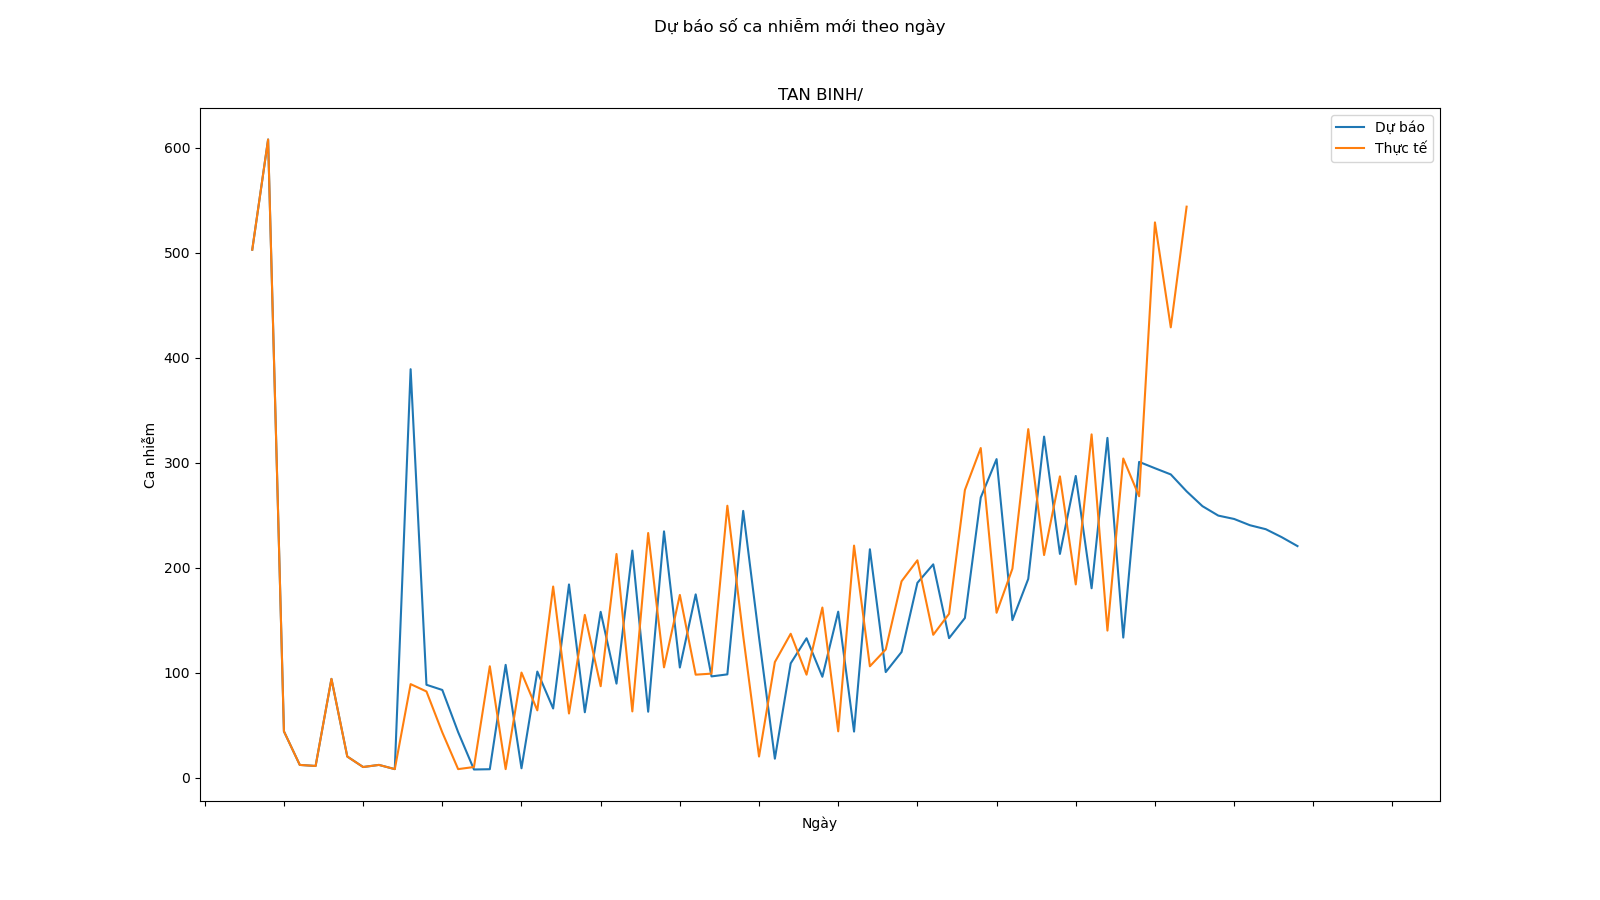 Dự báo số ca nhiễm mới theo ngày
TAN BINH/
Dự báo
Thực tế
600
500
400
300
200
100
0
Ca nhiễm
Ngày